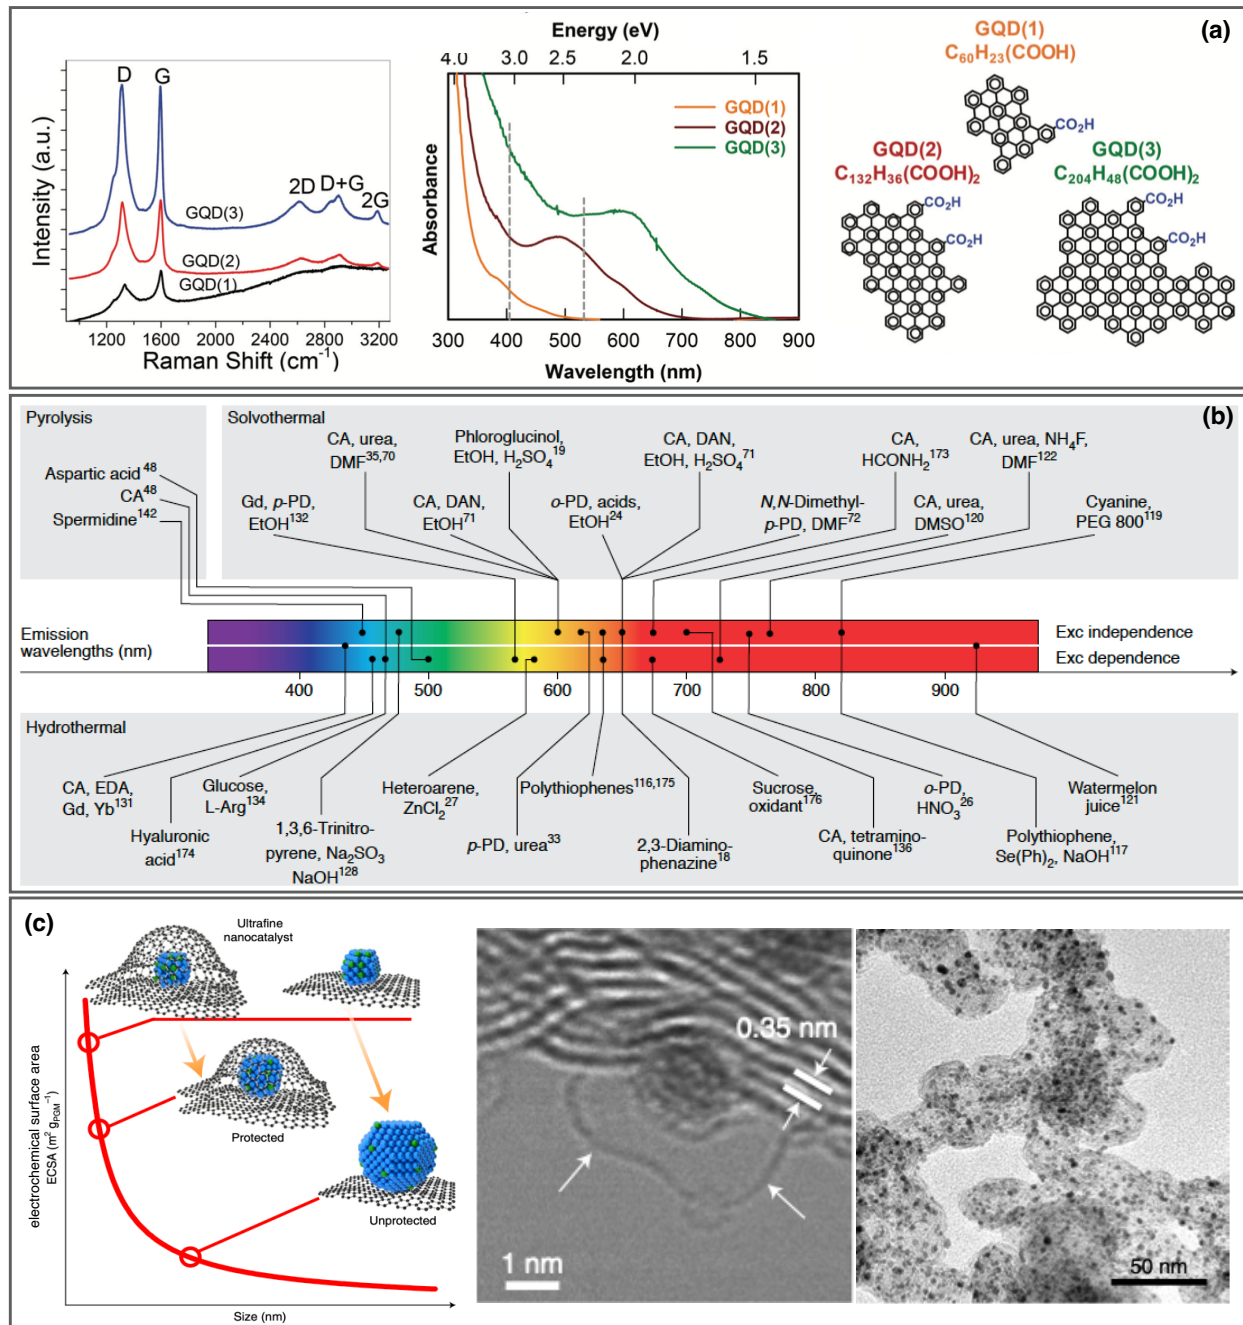 (a)
Intensity (a.u.)
D
G
2D
D+G
2G
GQD(3)
GQD(2)
GQD(1)
1200 1600 2000 2400 2800 3200
Raman Shift (cm⁻¹)
Energy (eV)
4.0 3.0 2.5 2.0 1.5
Absorbance
GQD(1)
GQD(2)
GQD(3)
300 400 500 600 700 800 900
Wavelength (nm)
GQD(1)
C₆₀H₂₃(COOH)
CO₂H
GQD(2)
C₁₃₂H₃₆(COOH)₂
CO₂H
CO₂H
GQD(3)
C₂₀₄H₄₈(COOH)₂
CO₂H
CO₂H
(b)
Pyrolysis
Aspartic acid⁴⁸
CA⁴⁸
Spermidine¹⁴²
Solvothermal
CA, urea,
DMF³⁵,⁷⁰
Phloroglucinol,
EtOH, H₂SO₄¹⁹
CA, DAN,
EtOH, H₂SO₄⁷¹
CA,
HCONH₂¹⁷³
CA, urea, NH₄F,
DMF¹²²
Gd, p-PD,
EtOH¹³²
CA, DAN,
EtOH⁷¹
o-PD, acids,
EtOH²⁴
N,N-Dimethyl-
p-PD, DMF⁷²
CA, urea,
DMSO¹²⁰
Cyanine,
PEG 800¹¹⁹
Emission
wavelengths (nm)
Exc independence
Exc dependence
400 500 600 700 800 900
Hydrothermal
CA, EDA,
Gd, Yb¹³¹
Glucose,
L-Arg¹³⁴
Heteroarene,
ZnCl₂²⁷
Polythiophenes¹¹⁶,¹⁷⁵
Sucrose,
oxidant¹⁷⁶
o-PD,
HNO₃²⁶
Watermelon
juice¹²¹
Hyaluronic
acid¹⁷⁴
1,3,6-Trinitro-
pyrene, Na₂SO₃
NaOH¹²⁸
p-PD, urea³³
2,3-Diamino-
phenazine¹⁸
CA, tetramino-
quinone¹³⁶
Polythiophene,
Se(Ph)₂, NaOH¹¹⁷
(c)
Ultrafine
nanocatalyst
Protected
Unprotected
electrochemical surface area
ECSA (m² gPGM⁻¹)
Size (nm)
0.35 nm
1 nm
50 nm